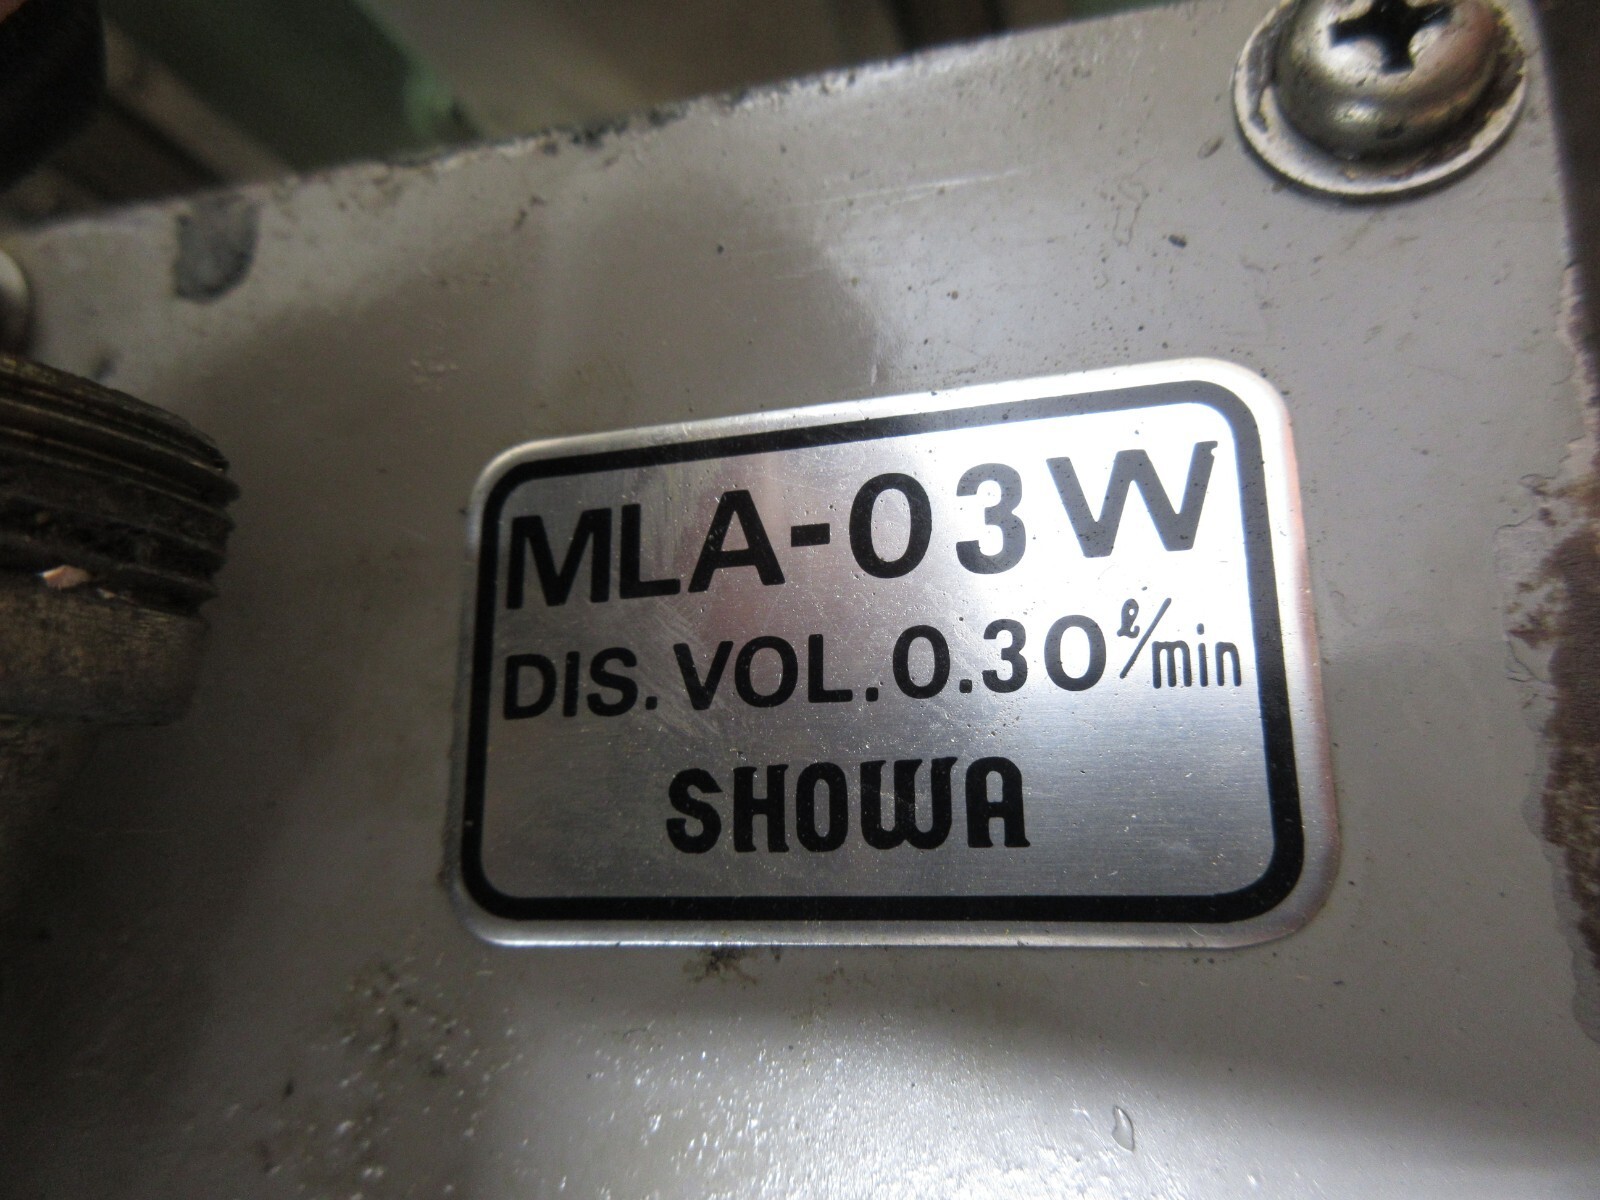 MLA-03W
DIS. VOL. 0.30 ℓ/min
SHOWA